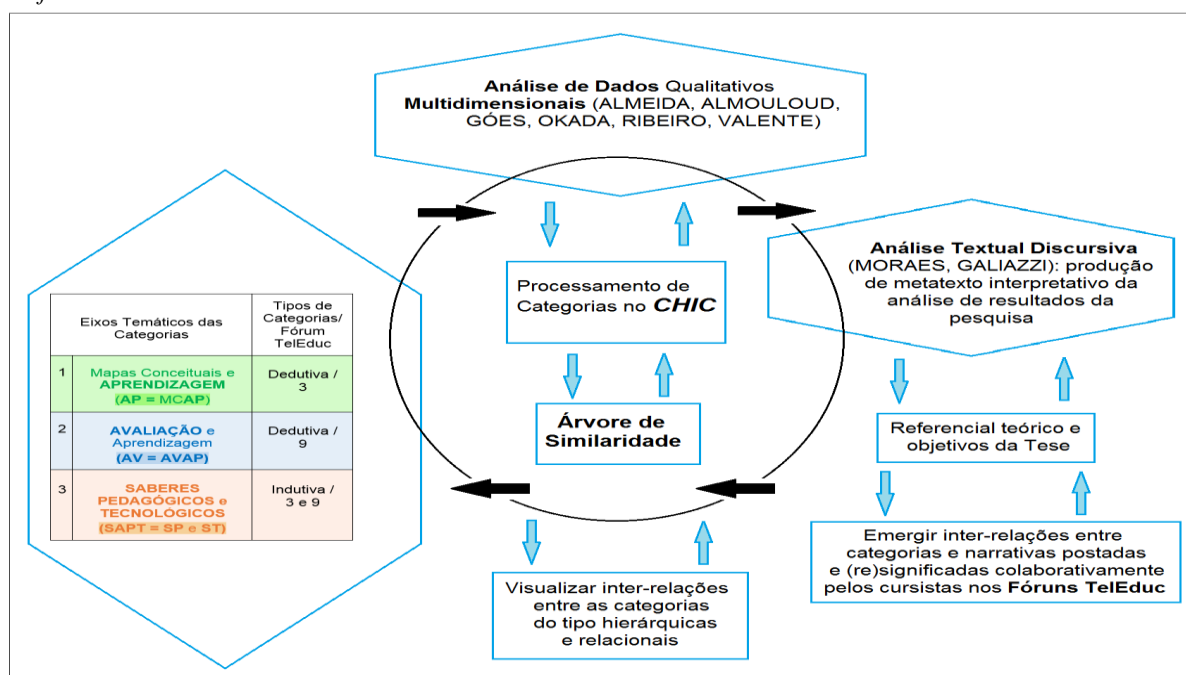 Análise de Dados Qualitativos
Multidimensionais (ALMEIDA, ALMOULOUD,
GÓES, OKADA, RIBEIRO, VALENTE)
Eixos Temáticos das
Categorias
Tipos de
Categorias/
Fórum
TelEduc
1
Mapas Conceituais e
APRENDIZAGEM
(AP = MCAP)
Dedutiva /
3
2
AVALIAÇÃO e
Aprendizagem
(AV = AVAP)
Dedutiva /
9
3
SABERES
PEDAGÓGICOS e
TECNOLÓGICOS
(SAPT = SP e ST)
Indutiva /
3 e 9
Processamento de
Categorias no CHIC
Árvore de
Similaridade
Visualizar inter-relações
entre as categorias
do tipo hierárquicas
e relacionais
Análise Textual Discursiva
(MORAES, GALIAZZI): produção
de metatexto interpretativo da
análise de resultados da
pesquisa
Referencial teórico e
objetivos da Tese
Emergir inter-relações entre
categorias e narrativas postadas
e (re)significadas colaborativamente
pelos cursistas nos Fóruns TelEduc